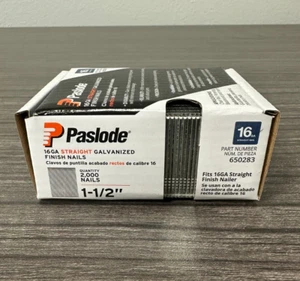 Paslode
16GA STRAIGHT GALVANIZED
FINISH NAILS
Clavos de puntilla acabado rectos de calibre 16
QUANTITY
2,000
NAILS
1-1/2"
16
PART NUMBER
NÚM. DE PIEZA
650283
Fits 16GA Straight
Finish Nailer
Se usan con a la
clavadora de acabado
recto de calibre 16